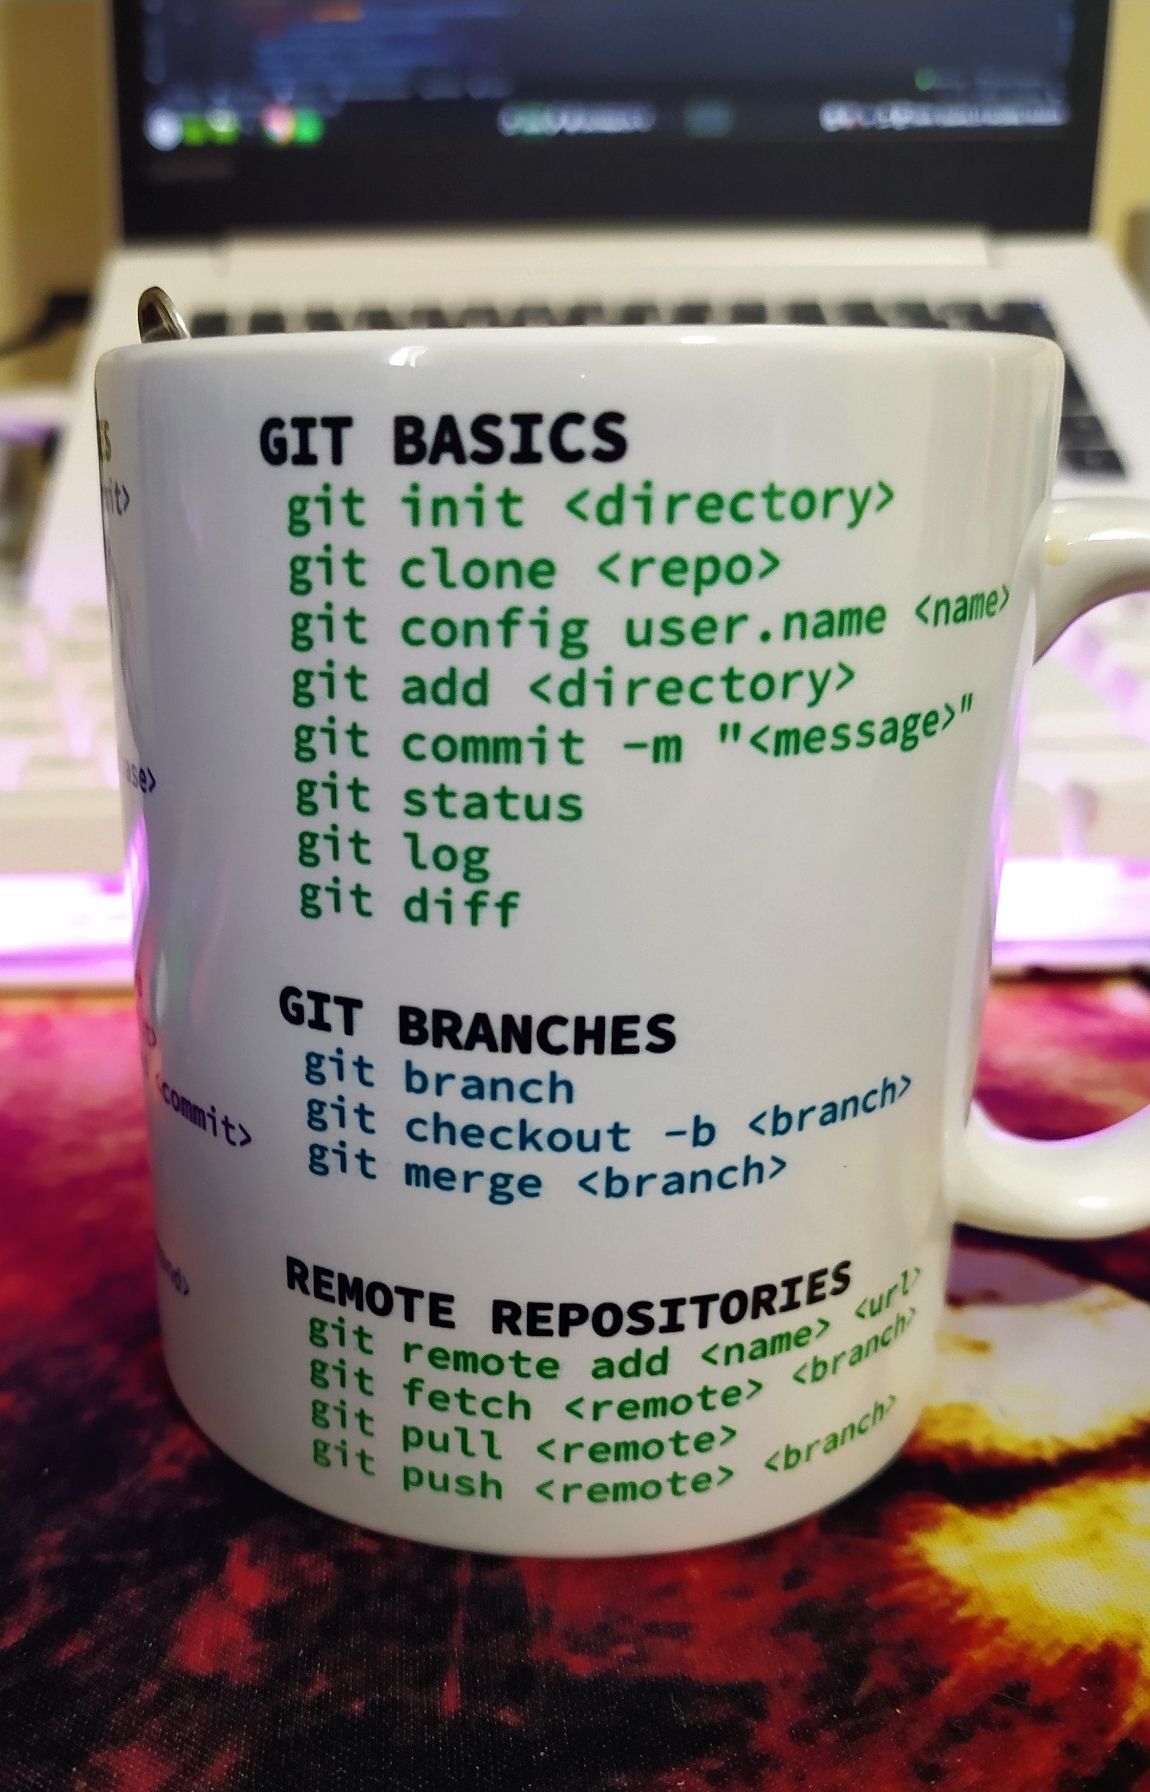 GIT BASICS
git init <directory>
git clone <repo>
git config user.name <name>
git add <directory>
git commit -m "<message>"
git status
git log
git diff
GIT BRANCHES
git branch
git checkout -b <branch>
git merge <branch>
REMOTE REPOSITORIES
git remote add <name> <url>
git fetch <remote> <branch>
git pull <remote>
git push <remote> <branch>
<commit>